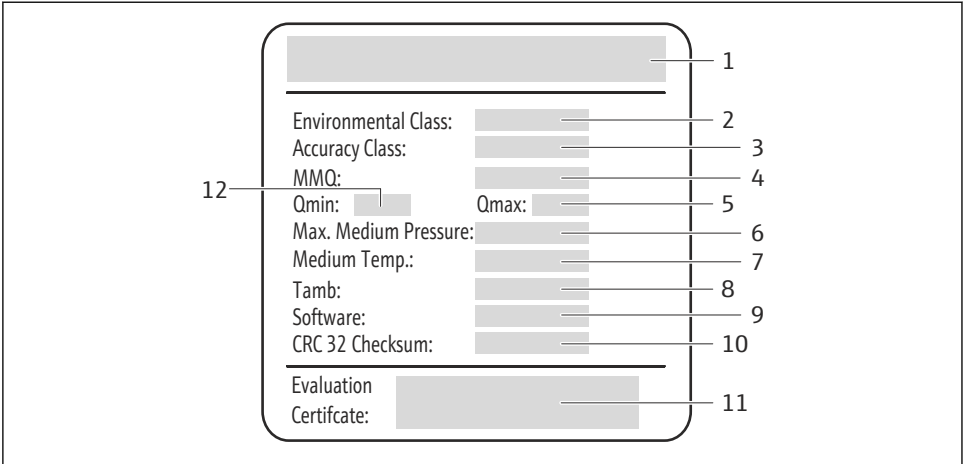 1
Environmental Class: 2
Accuracy Class: 3
MMQ: 4
12 Qmin: Qmax: 5
Max. Medium Pressure: 6
Medium Temp.: 7
Tamb: 8
Software: 9
CRC 32 Checksum: 10
Evaluation
Certifcate: 11